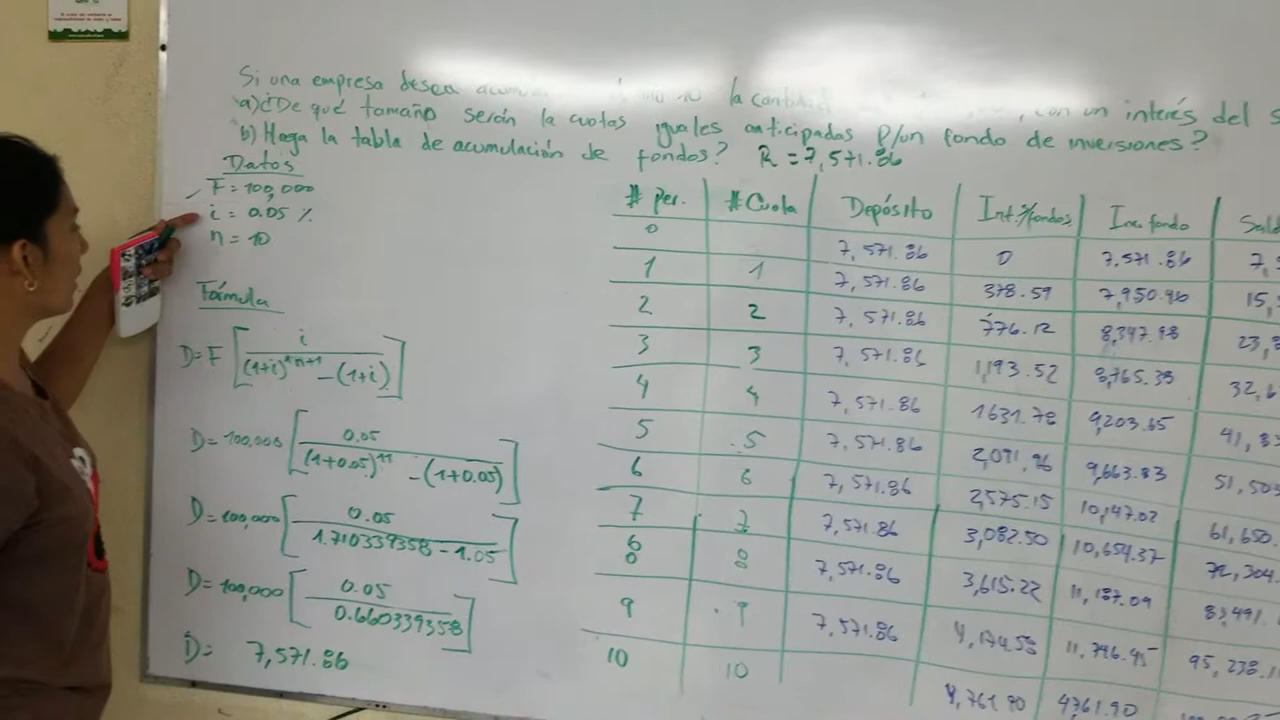 Si una empresa desea la cantidad con un interés del
a) ¿De qué tamaño serán la cuotas iguales anticipadas p/un fondo de inversiones?
b) Haga la tabla de acumulación de fondos? R = 7,571.86
Datos
F = 100,000
i = 0.05 %
n = 10
Fórmula
D = F [ i / (1+i)^n+1 - (1+i) ]
D = 100,000 [ 0.05 / (1+0.05)^11 - (1+0.05) ]
D = 100,000 [ 0.05 / 1.710339358 - 1.05 ]
D = 100,000 [ 0.05 / 0.660339358 ]
D = 7,571.86
# Per. # Cuota Depósito Int. s/fondos Inc. fondo
0 7,571.86 0 7,571.86
1 1 7,571.86 378.59 7,950.46 15,
2 2 7,571.86 776.12 8,347.98 23,8
3 3 7,571.86 1,193.52 8,765.38 32,6
4 4 7,571.86 1631.78 9,203.65 41,83
5 5 7,571.86 2,091.96 9,663.83 51,503
6 6 7,571.86 2,575.15 10,147.02 61,650.
7 7 7,571.86 3,082.50 10,654.37 72,304.
8 8 7,571.86 3,615.22 11,187.09 83,491.
9 9 7,571.86 4,174.58 11,746.45 95,238.1
10 10 4,761.90 4761.90